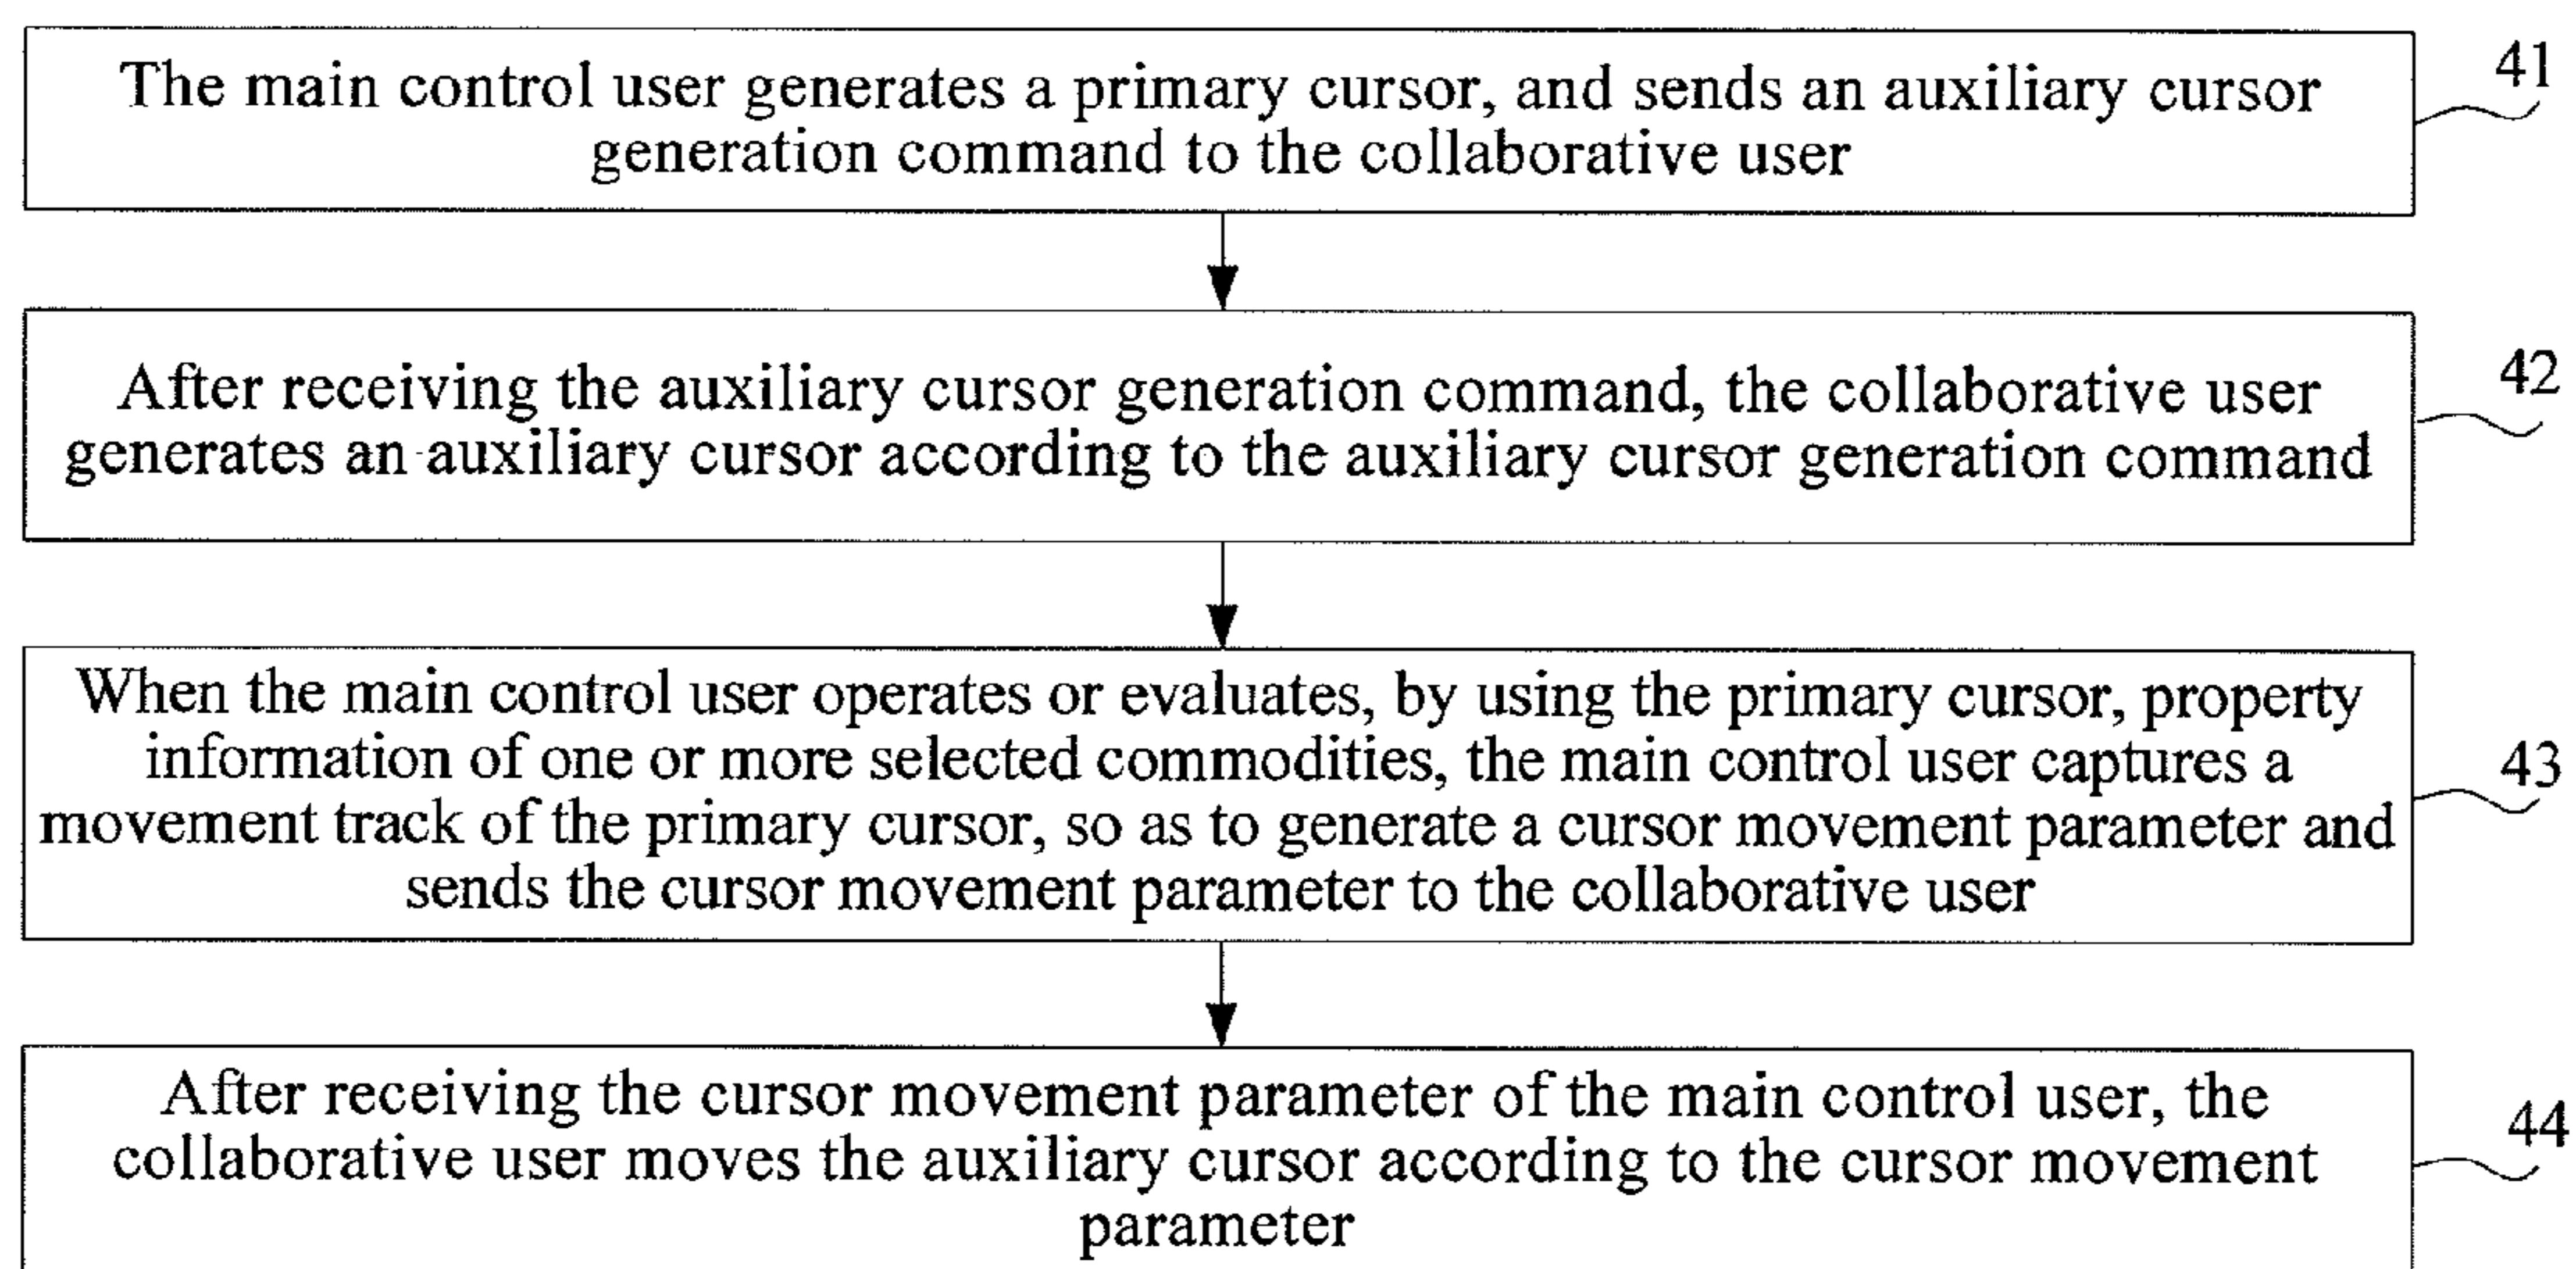 The main control user generates a primary cursor, and sends an auxiliary cursor
generation command to the collaborative user
41
After receiving the auxiliary cursor generation command, the collaborative user
generates an auxiliary cursor according to the auxiliary cursor generation command
42
When the main control user operates or evaluates, by using the primary cursor, property
information of one or more selected commodities, the main control user captures a
movement track of the primary cursor, so as to generate a cursor movement parameter and
sends the cursor movement parameter to the collaborative user
43
After receiving the cursor movement parameter of the main control user, the
collaborative user moves the auxiliary cursor according to the cursor movement
parameter
44